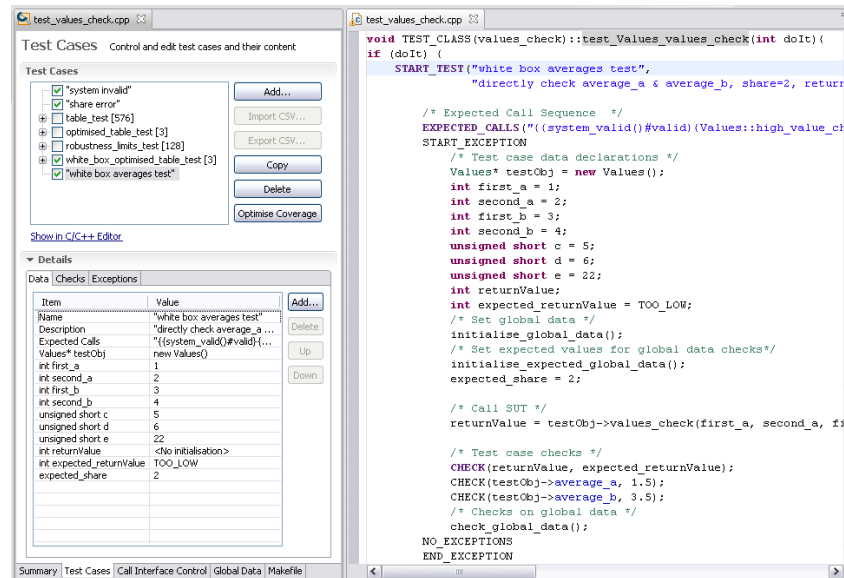 test_values_check.cpp
Test Cases Control and edit test cases and their content
Test Cases
"system invalid"
"share error"
table_test [576]
optimised_table_test [3]
robustness_limits_test [128]
white_box_optimised_table_test [3]
"white box averages test"
Add...
Import CSV...
Export CSV...
Copy
Delete
Optimise Coverage
Show in C/C++ Editor
Details
Data Checks Exceptions
Item Value
Name "white box averages test"
Description "directly check average_a ...
Expected Calls "{{system_valid()#valid}{...
Values* testObj new Values()
int first_a 1
int second_a 2
int first_b 3
int second_b 4
unsigned short c 5
unsigned short d 6
unsigned short e 22
int returnValue <No initialisation>
int expected_returnValue TOO_LOW
expected_share 2
Add...
Delete
Up
Down
Summary Test Cases Call Interface Control Global Data Makefile
test_values_check.cpp
void TEST_CLASS(values_check)::test_Values_values_check(int doIt){
if (doIt) {
START_TEST("white box averages test",
"directly check average_a & average_b, share=2, return
/* Expected Call Sequence */
EXPECTED_CALLS("{{system_valid()#valid}{Values::high_value_ch
START_EXCEPTION
/* Test case data declarations */
Values* testObj = new Values();
int first_a = 1;
int second_a = 2;
int first_b = 3;
int second_b = 4;
unsigned short c = 5;
unsigned short d = 6;
unsigned short e = 22;
int returnValue;
int expected_returnValue = TOO_LOW;
/* Set global data */
initialise_global_data();
/* Set expected values for global data checks*/
initialise_expected_global_data();
expected_share = 2;
/* Call SUT */
returnValue = testObj->values_check(first_a, second_a, fi
/* Test case checks */
CHECK(returnValue, expected_returnValue);
CHECK(testObj->average_a, 1.5);
CHECK(testObj->average_b, 3.5);
/* Checks on global data */
check_global_data();
NO_EXCEPTIONS
END_EXCEPTION